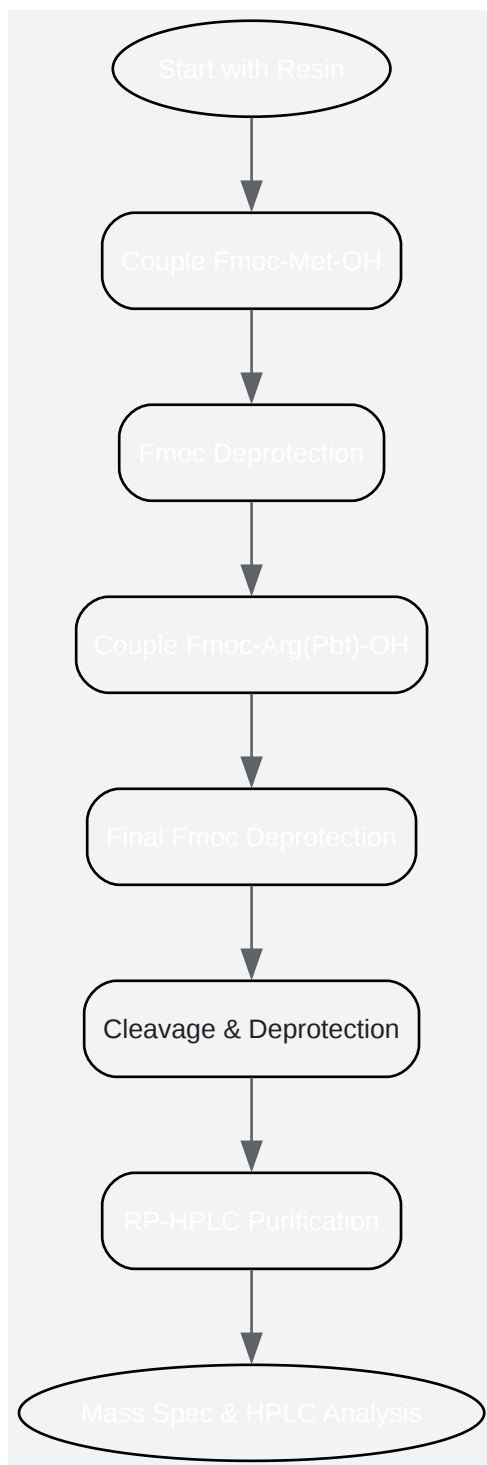 Start with Resin
Couple Fmoc-Met-OH
Fmoc Deprotection
Couple Fmoc-Arg(Pbf)-OH
Final Fmoc Deprotection
Cleavage & Deprotection
RP-HPLC Purification
Mass Spec & HPLC Analysis